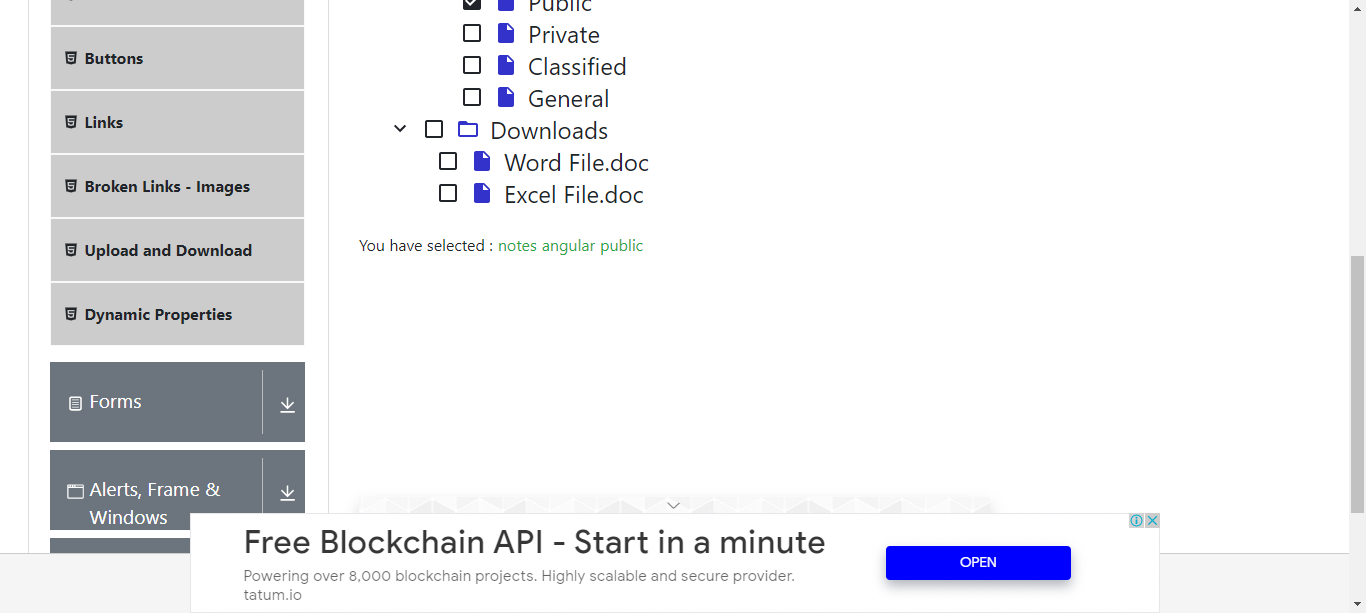 Public
Private
Classified
General
Downloads
Word File.doc
Excel File.doc
You have selected : notes angular public
Buttons
Links
Broken Links - Images
Upload and Download
Dynamic Properties
Forms
Alerts, Frame &
Windows
Free Blockchain API - Start in a minute
Powering over 8,000 blockchain projects. Highly scalable and secure provider.
tatum.io
OPEN